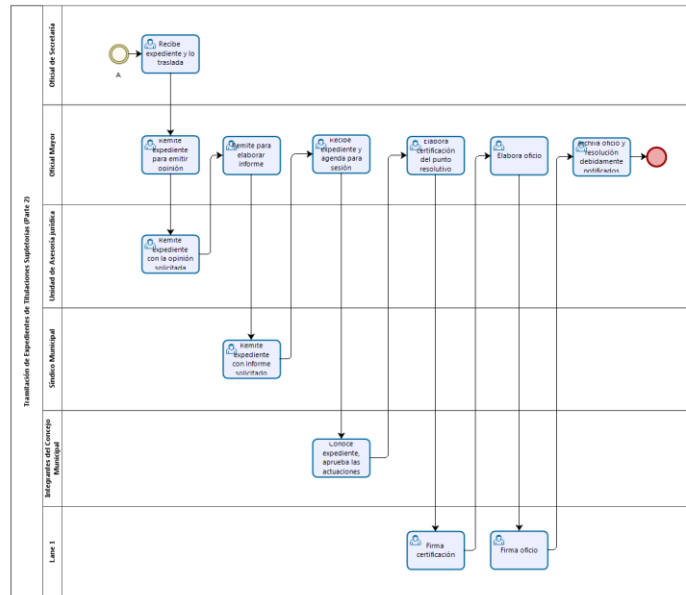 Tramitación de Expedientes de Titulaciones Supletorias (Parte 2)
Oficial de Secretaría
A
Recibe
expediente y lo
traslada
Oficial Mayor
Remite
expediente
para emitir
opinión
Remite para
elaborar
informe
Recibe
expediente y
agenda para
sesión
Elabora
certificación
del punto
resolutivo
Elabora oficio
Archiva oficio y
resolución
debidamente
notificados
Unidad de Asesoría jurídica
Remite
expediente
con la opinión
solicitada
Síndico Municipal
Remite
expediente
con informe
solicitado
Integrantes del Concejo
Municipal
Conoce
expediente,
aprueba las
actuaciones
Lane 1
Firma
certificación
Firma oficio